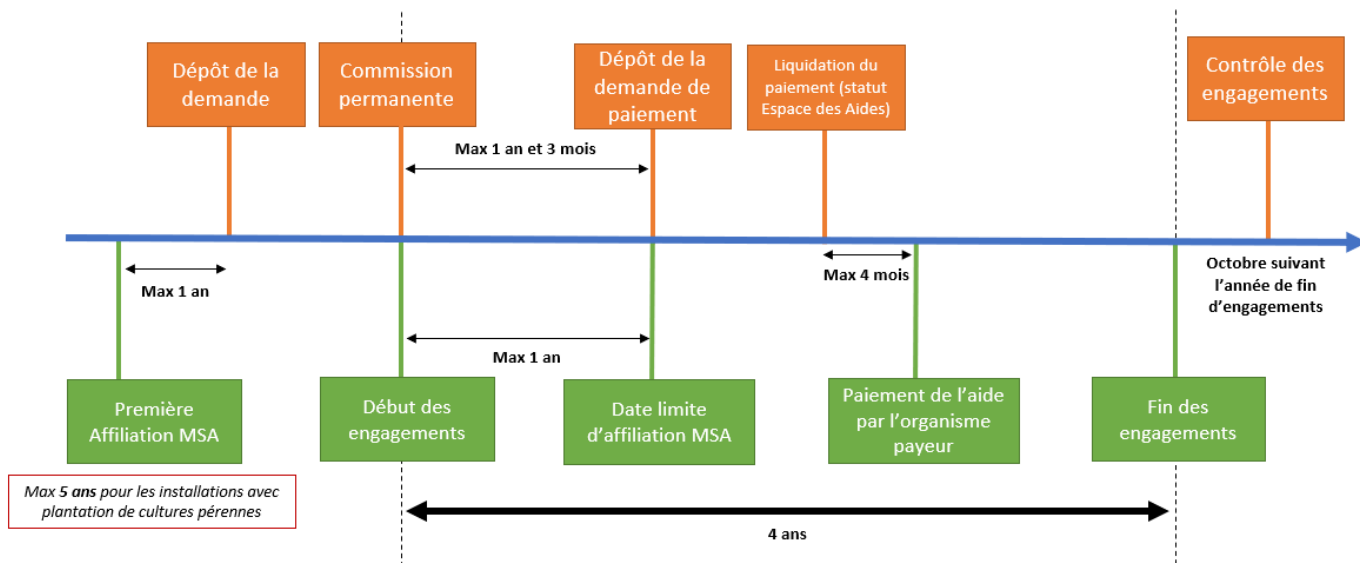 Dépôt de la
demande
Commission
permanente
Dépôt de la
demande de
paiement
Liquidation du
paiement (statut
Espace des Aides)
Contrôle des
engagements
Max 1 an et 3 mois
Max 1 an
Max 4 mois
Octobre suivant
l'année de fin
d'engagements
Max 1 an
Première
Affiliation MSA
Début des
engagements
Date limite
d'affiliation MSA
Paiement de l'aide
par l'organisme
payeur
Fin des
engagements
Max 5 ans pour les installations avec
plantation de cultures pérennes
4 ans